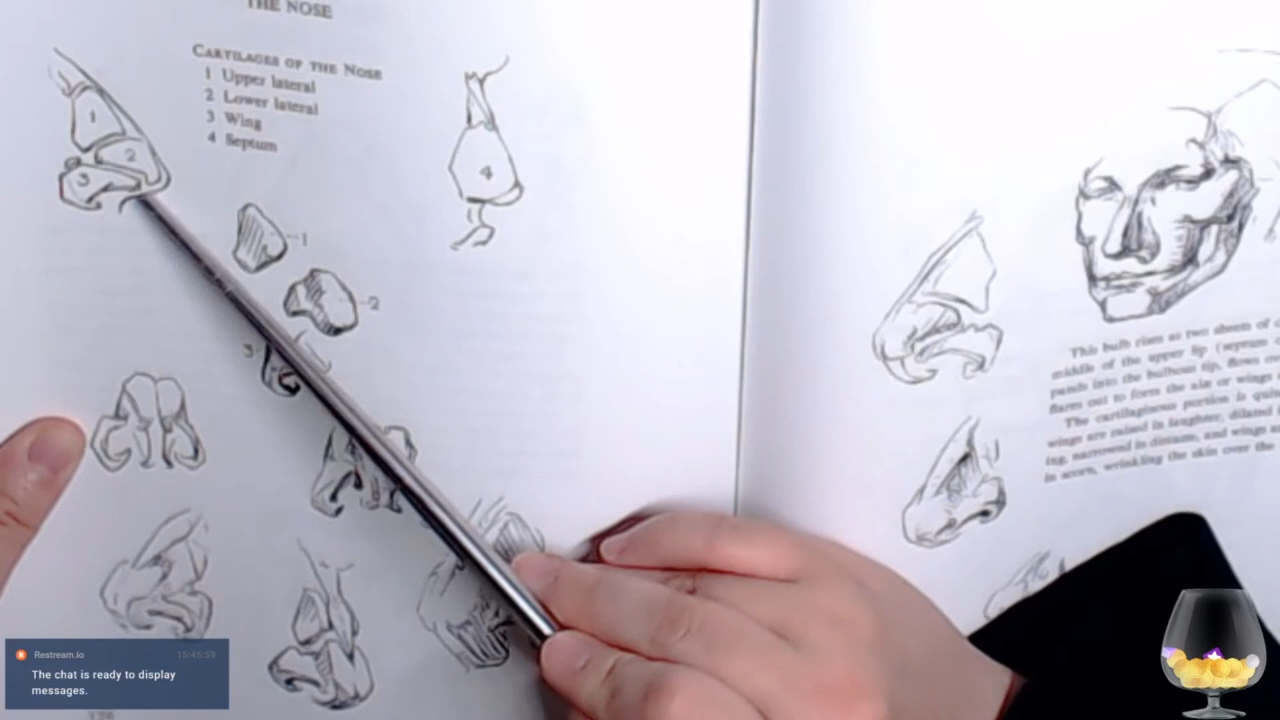 THE NOSE
CARTILAGES OF THE NOSE
1 Upper lateral
2 Lower lateral
3 Wing
4 Septum
1
2
3
4
1
2
3
This bulb rises as two sheets of
middle of the upper lip (septum
pands into the bulbous tip, flows
flares out to form the alæ or wings
The cartilaginous portion is
wings are raised in laughter, dilated
ing, narrowed in distaste, and wings
in scorn, wrinkling the skin over the
Restream.io 15:45:59
The chat is ready to display
messages.